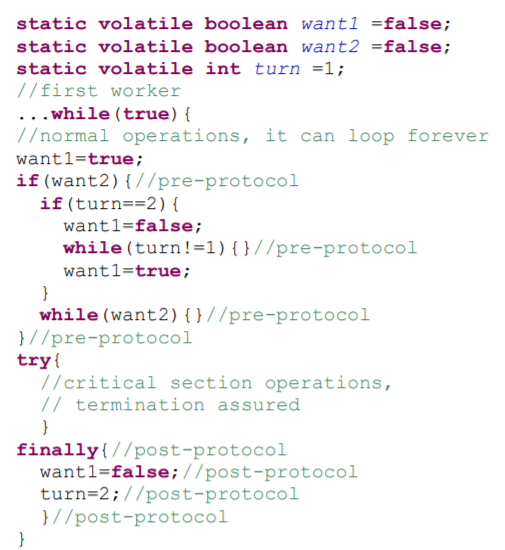 static volatile boolean want1 =false;
static volatile boolean want2 =false;
static volatile int turn =1;
//first worker
...while(true){
//normal operations, it can loop forever
want1=true;
if(want2){//pre-protocol
  if(turn==2){
    want1=false;
    while(turn!=1){}//pre-protocol
    want1=true;
  }
  while(want2){}//pre-protocol
}//pre-protocol
try{
  //critical section operations,
  // termination assured
  }
finally{//post-protocol
  want1=false;//post-protocol
  turn=2;//post-protocol
  }//post-protocol
}